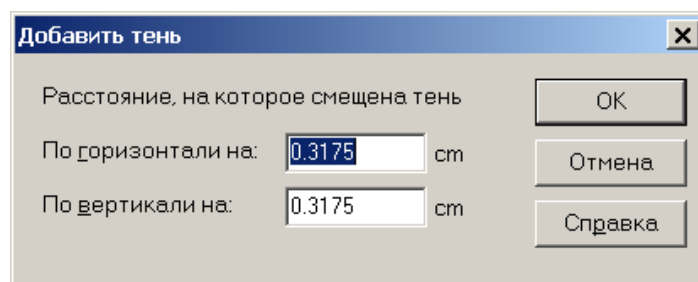 Добавить тень
Расстояние, на которое смещена тень
По горизонтали на: 0.3175 cm
По вертикали на: 0.3175 cm
OK
Отмена
Справка